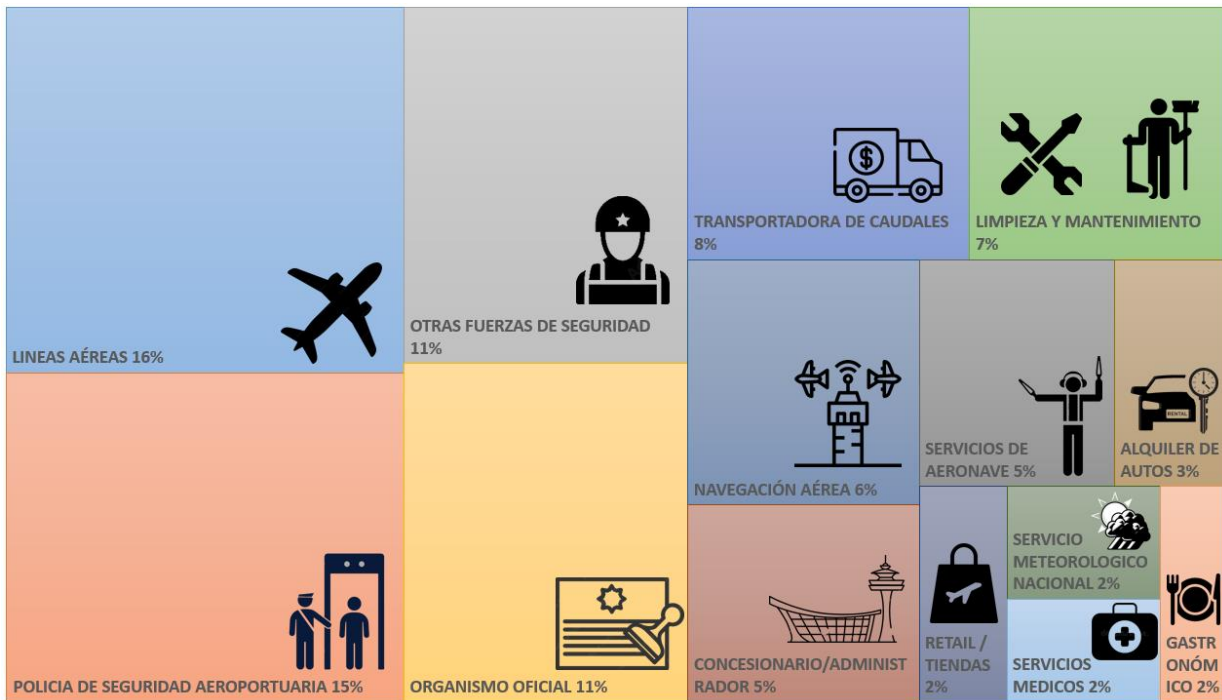 LINEAS AÉREAS 16%
OTRAS FUERZAS DE SEGURIDAD
11%
$
TRANSPORTADORA DE CAUDALES
8%
LIMPIEZA Y MANTENIMIENTO
7%
POLICIA DE SEGURIDAD AEROPORTUARIA 15%
ORGANISMO OFICIAL 11%
NAVEGACIÓN AÉREA 6%
SERVICIOS DE
AERONAVE 5%
RENTAL
ALQUILER DE
AUTOS 3%
CONCESIONARIO/ADMINIST
RADOR 5%
RETAIL /
TIENDAS
2%
SERVICIO
METEOROLOGICO
NACIONAL 2%
SERVICIOS
MEDICOS 2%
GASTR
ONÓM
ICO 2%